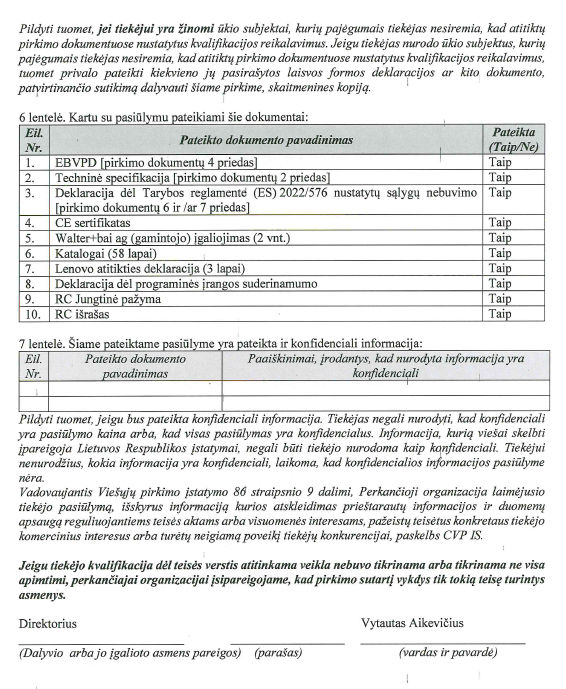 Pildyti tuomet, jei tiekėjui yra žinomi ūkio subjektai, kurių pajėgumais tiekėjas nesiremia, kad atitiktų
pirkimo dokumentuose nustatytus kvalifikacijos reikalavimus. Jeigu tiekėjas nurodo ūkio subjektus, kurių
pajėgumais tiekėjas nesiremia, kad atitiktų pirkimo dokumentuose nustatytus kvalifikacijos reikalavimus,
tuomet privalo pateikti kiekvieno jų pasirašytos laisvos formos deklaracijos ar kito dokumento,
patvirtinančio sutikimą dalyvauti šiame pirkime, skaitmenines kopiją.
6 lentelė. Kartu su pasiūlymu pateikiami šie dokumentai:
Eil. Nr. Pateikto dokumento pavadinimas Pateikta (Taip/Ne)
1. EBVPD [pirkimo dokumentų 4 priedas] Taip
2. Techninė specifikacija [pirkimo dokumentų 2 priedas] Taip
3. Deklaracija dėl Tarybos reglamentė (ES) 2022/576 nustatytų sąlygų nebuvimo Taip
[pirkimo dokumentų 6 ir /ar 7 priedas]
4. CE sertifikatas Taip
5. Walter+bai ag (gamintojo) įgaliojimas (2 vnt.) Taip
6. Katalogai (58 lapai) Taip
7. Lenovo atitikties deklaracija (3 lapai) Taip
8. Deklaracija dėl programinės įrangos suderinamumo Taip
9. RC Jungtinė pažyma Taip
10. RC išrašas Taip
7 lentelė. Šiame pateiktame pasiūlyme yra pateikta ir konfidenciali informacija:
Eil. Nr. Pateikto dokumento pavadinimas Paaiškinimai, įrodantys, kad nurodyta informacija yra konfidenciali
Pildyti tuomet, jeigu bus pateikta konfidenciali informacija. Tiekėjas negali nurodyti, kad konfidenciali
yra pasiūlymo kaina arba, kad visas pasiūlymas yra konfidencialus. Informacija, kurią viešai skelbti
įpareigoja Lietuvos Respublikos įstatymai, negali būti tiekėjo nurodoma kaip konfidenciali. Tiekėjui
nenurodžius, kokia informacija yra konfidenciali, laikoma, kad konfidencialios informacijos pasiūlyme
nėra.
Vadovaujantis Viešųjų pirkimo įstatymo 86 straipsnio 9 dalimi, Perkančioji organizacija laimėjusio
tiekėjo pasiūlymą, išskyrus informaciją kurios atskleidimas prieštarautų informacijos ir duomenų
apsaugą reguliuojantiems teisės aktams arba visuomenės interesams, pažeistų teisėtus konkretaus tiekėjo
komercinius interesus arba turėtų neigiamą poveikį tiekėjų konkurencijai, paskelbs CVP IS.
Jeigu tiekėjo kvalifikacija dėl teisės verstis atitinkama veikla nebuvo tikrinama arba tikrinama ne visa
apimtimi, perkančiajai organizacijai įsipareigojame, kad pirkimo sutartį vykdys tik tokią teisę turintys
asmenys.
Direktorius Vytautas Aikevičius
(Dalyvio arba jo įgalioto asmens pareigos) (parašas) (vardas ir pavardė)